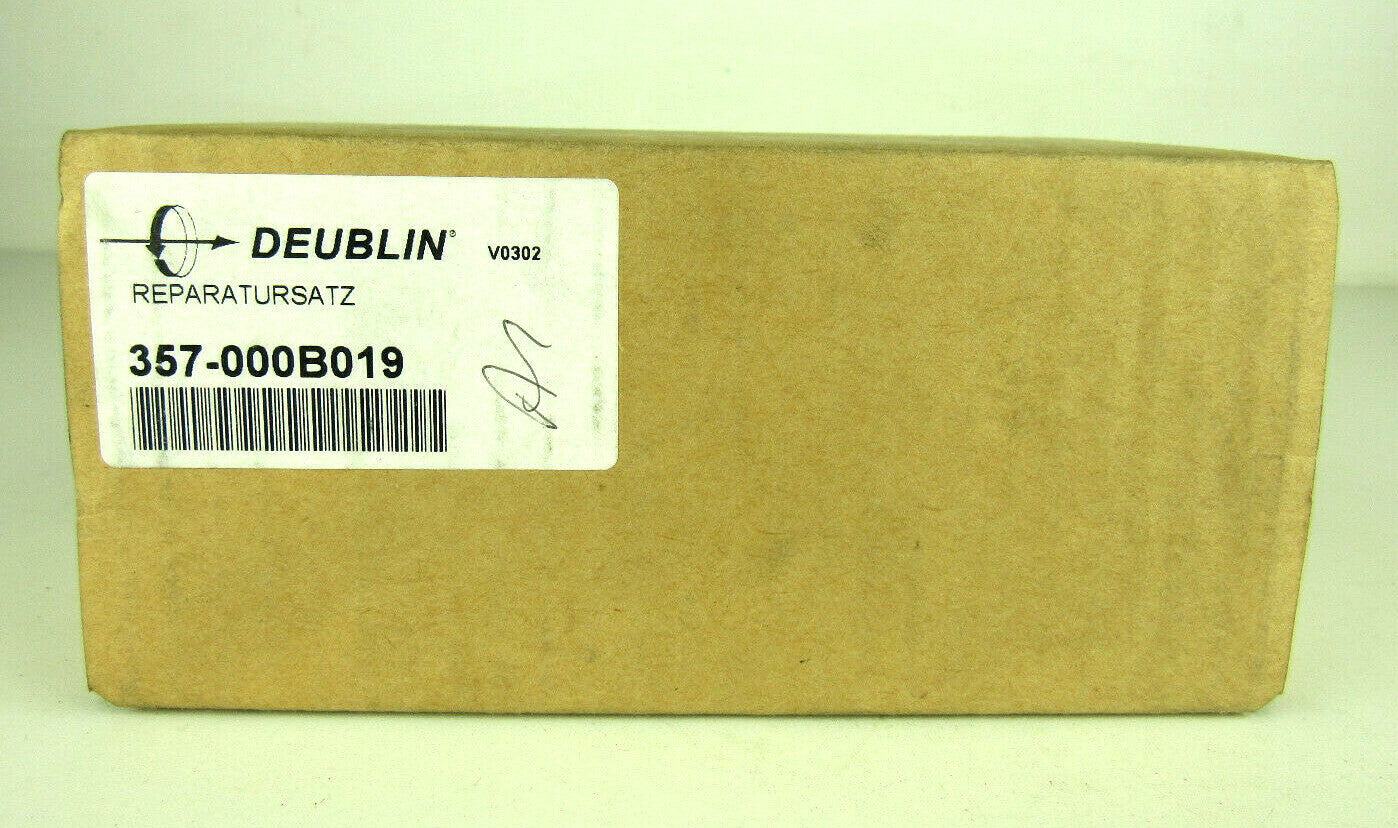 DEUBLIN® V0302
REPARATURSATZ
357-000B019